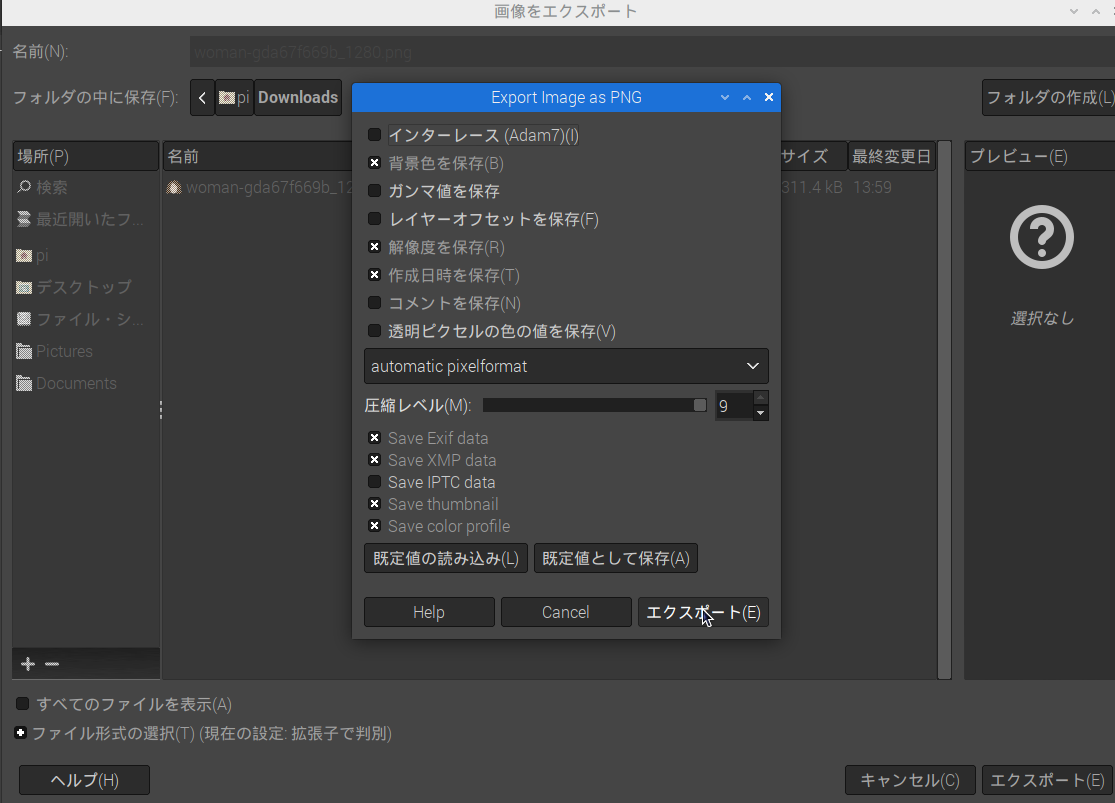 画像をエクスポート
名前(N):
woman-gda67f669b_1280.png
フォルダの中に保存(F):
pi
Downloads
フォルダの作成(L)
Export Image as PNG
場所(P)
検索
最近開いたフ...
pi
デスクトップ
ファイル・シ...
Pictures
Documents
名前
サイズ
最終変更日
woman-gda67f669b_12
311.4 kB
13:59
プレビュー(E)
選択なし
インターレース (Adam7)(I)
背景色を保存(B)
ガンマ値を保存
レイヤーオフセットを保存(F)
解像度を保存(R)
作成日時を保存(T)
コメントを保存(N)
透明ピクセルの色の値を保存(V)
automatic pixelformat
圧縮レベル(M):
9
Save Exif data
Save XMP data
Save IPTC data
Save thumbnail
Save color profile
既定値の読み込み(L)
既定値として保存(A)
Help
Cancel
エクスポート(E)
すべてのファイルを表示(A)
ファイル形式の選択(T) (現在の設定: 拡張子で判別)
ヘルプ(H)
キャンセル(C)
エクスポート(E)